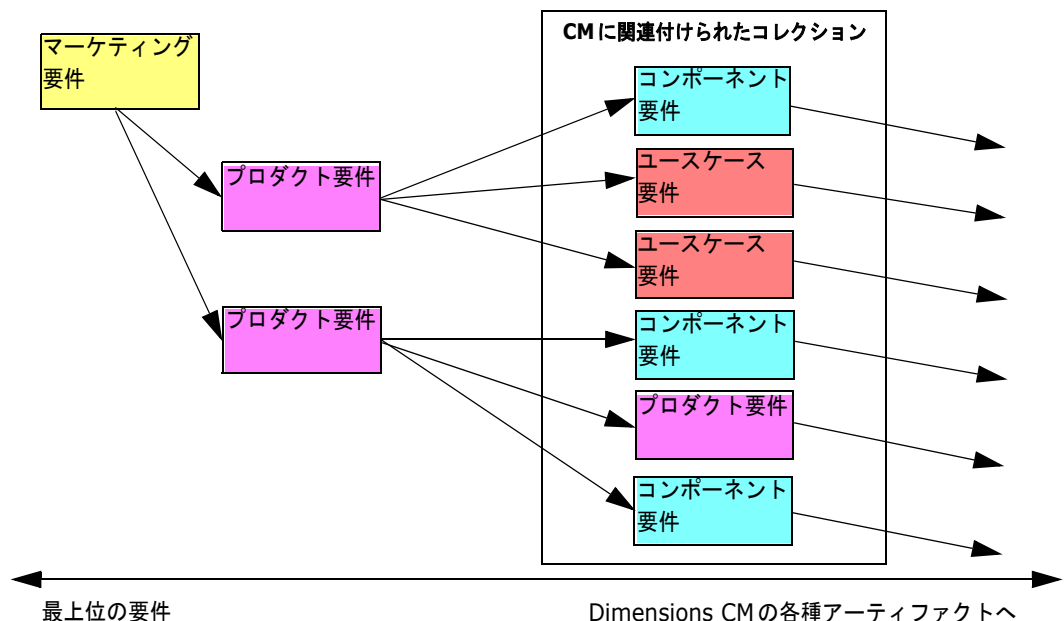 CMに関連付けられたコレクション
マーケティング
要件
コンポーネント
要件
プロダクト要件
ユースケース
要件
ユースケース
要件
プロダクト要件
コンポーネント
要件
プロダクト要件
コンポーネント
要件
最上位の要件
Dimensions CMの各種アーティファクトへ